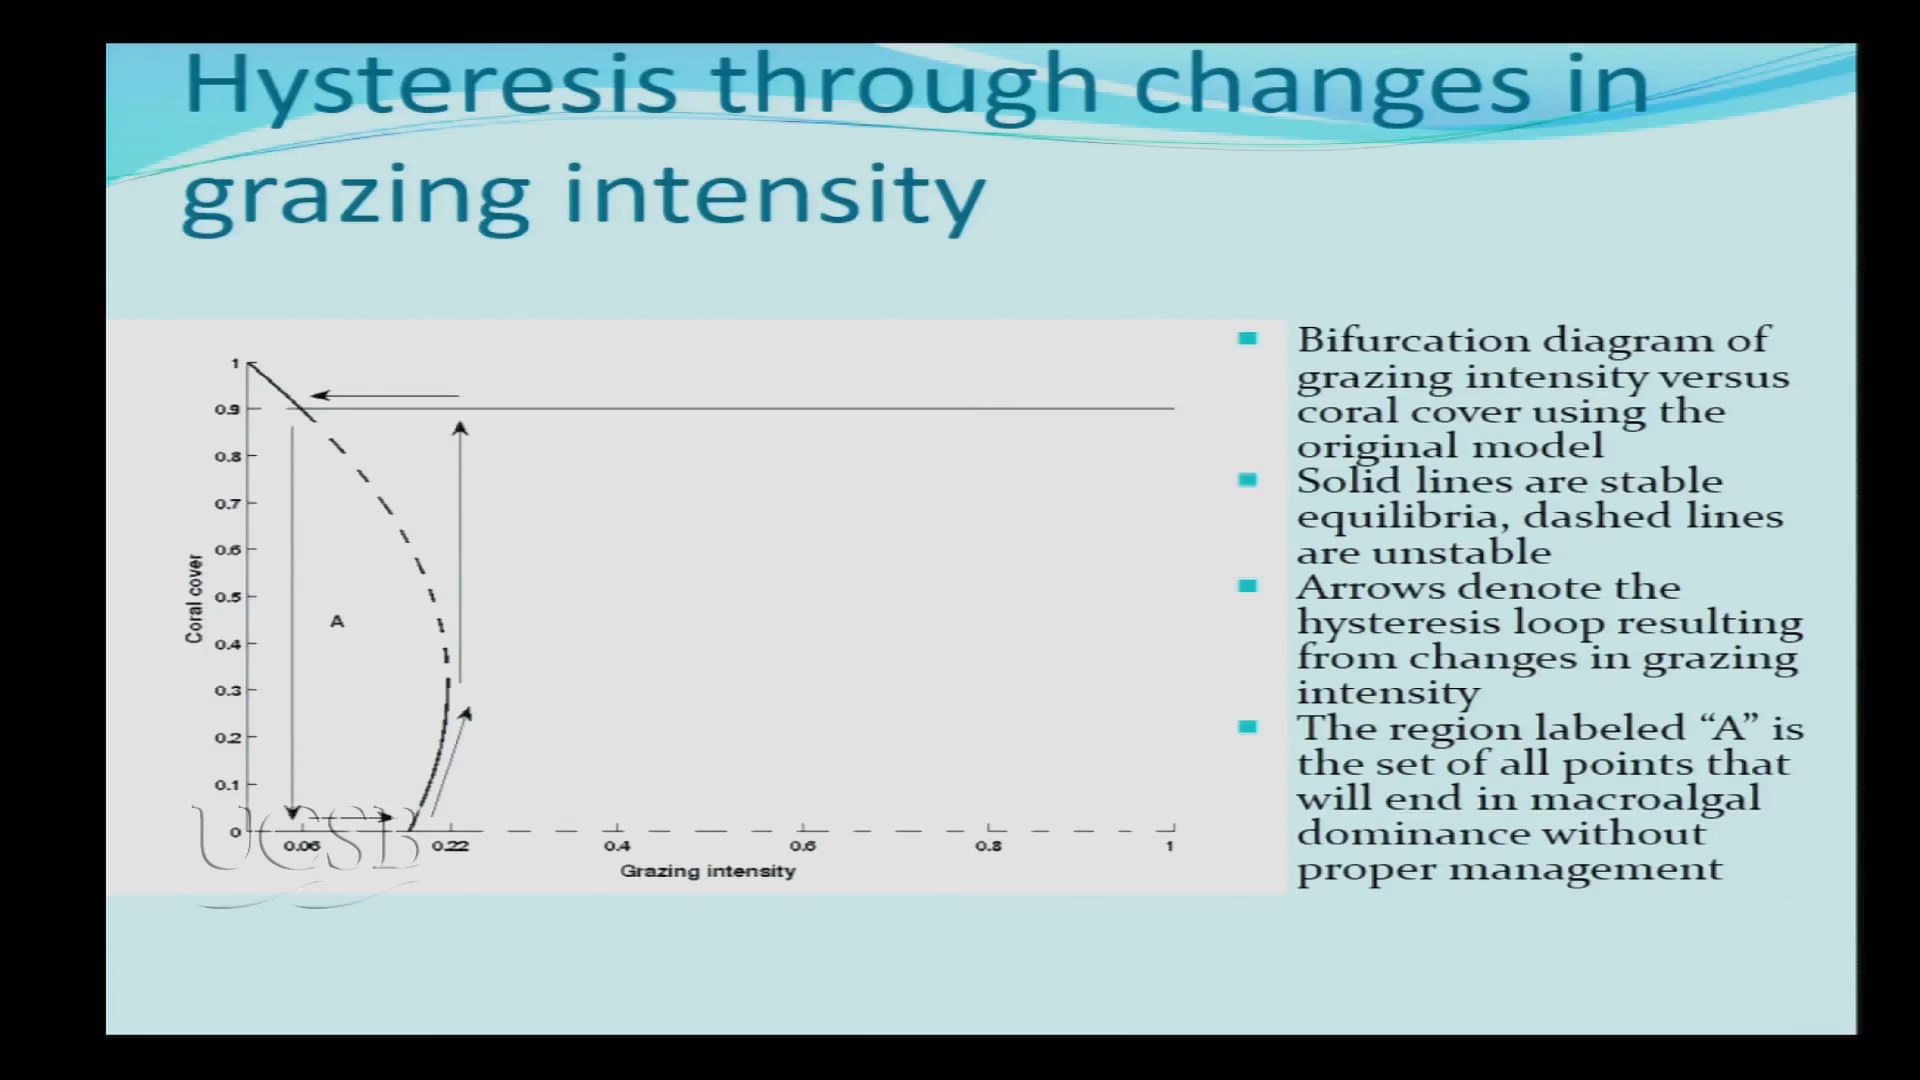 Hysteresis through changes in
grazing intensity
Bifurcation diagram of
grazing intensity versus
coral cover using the
original model
Solid lines are stable
equilibria, dashed lines
are unstable
Arrows denote the
hysteresis loop resulting
from changes in grazing
intensity
The region labeled “A” is
the set of all points that
will end in macroalgal
dominance without
proper management
Coral cover
1
0.9
0.8
0.7
0.6
0.5
0.4
0.3
0.2
0.1
0
A
0.06
0.22
0.4
0.6
0.8
1
Grazing intensity
UCSB